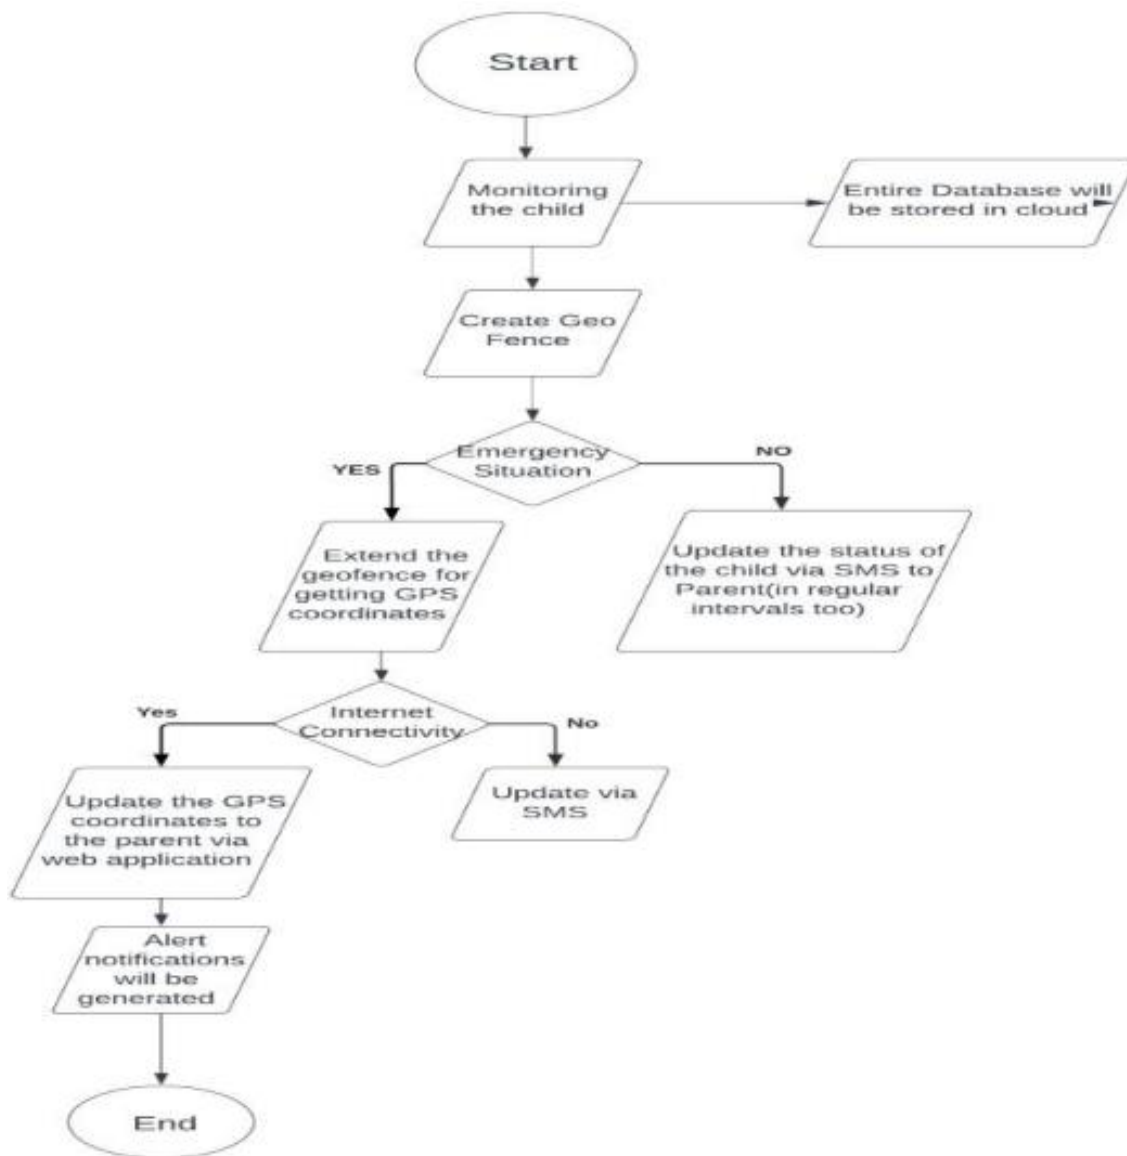 Start
Monitoring
the child
Entire Database will
be stored in cloud
Create Geo
Fence
Emergency
Situation
YES
NO
Extend the
geofence for
getting GPS
coordinates
Update the status of
the child via SMS to
Parent(in regular
intervals too)
Internet
Connectivity
Yes
No
Update the GPS
coordinates to
the parent via
web application
Update via
SMS
Alert
notifications
will be
generated
End